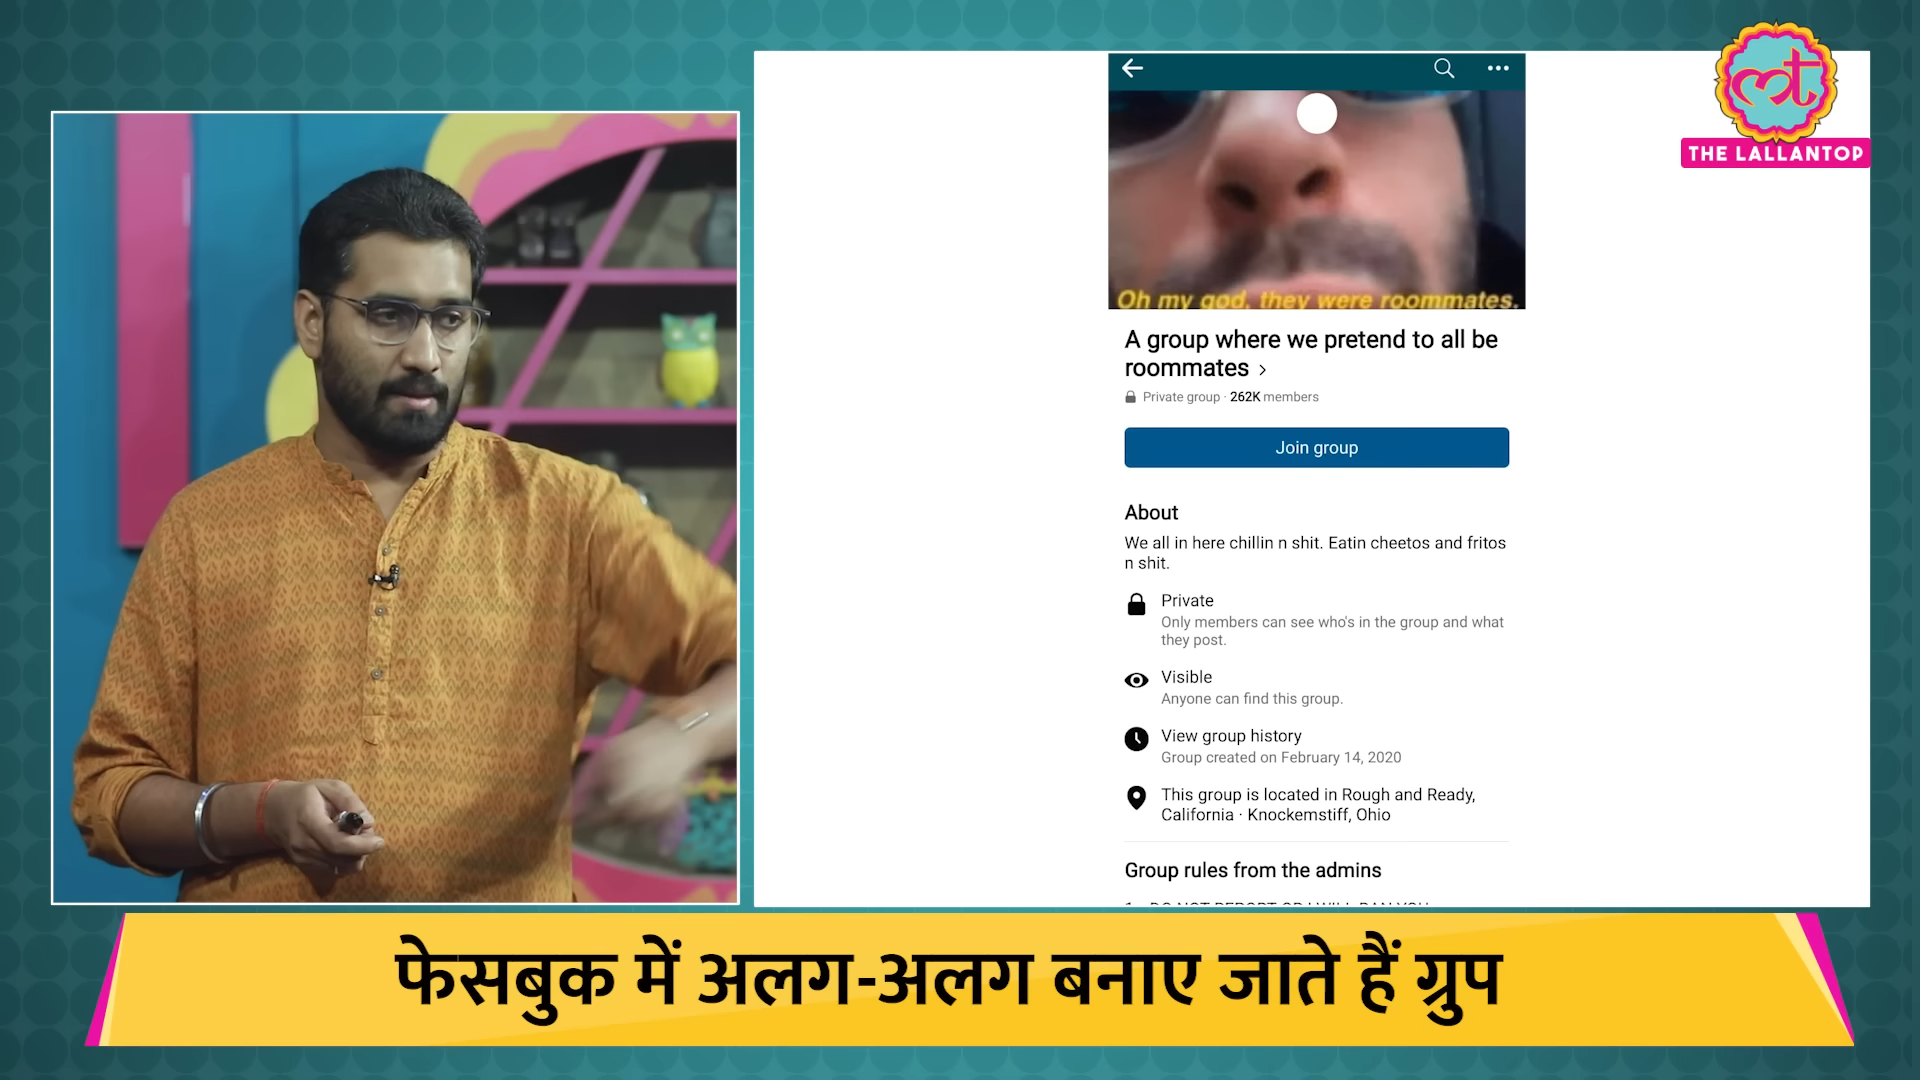 THE LALLANTOP
Oh my god, they were roommates.
A group where we pretend to all be
roommates
Private group · 262K members
Join group
About
We all in here chillin n shit. Eatin cheetos and fritos
n shit.
Private
Only members can see who's in the group and what
they post.
Visible
Anyone can find this group.
View group history
Group created on February 14, 2020
This group is located in Rough and Ready,
California · Knockemstiff, Ohio
Group rules from the admins
फेसबुक में अलग-अलग बनाए जाते हैं ग्रुप